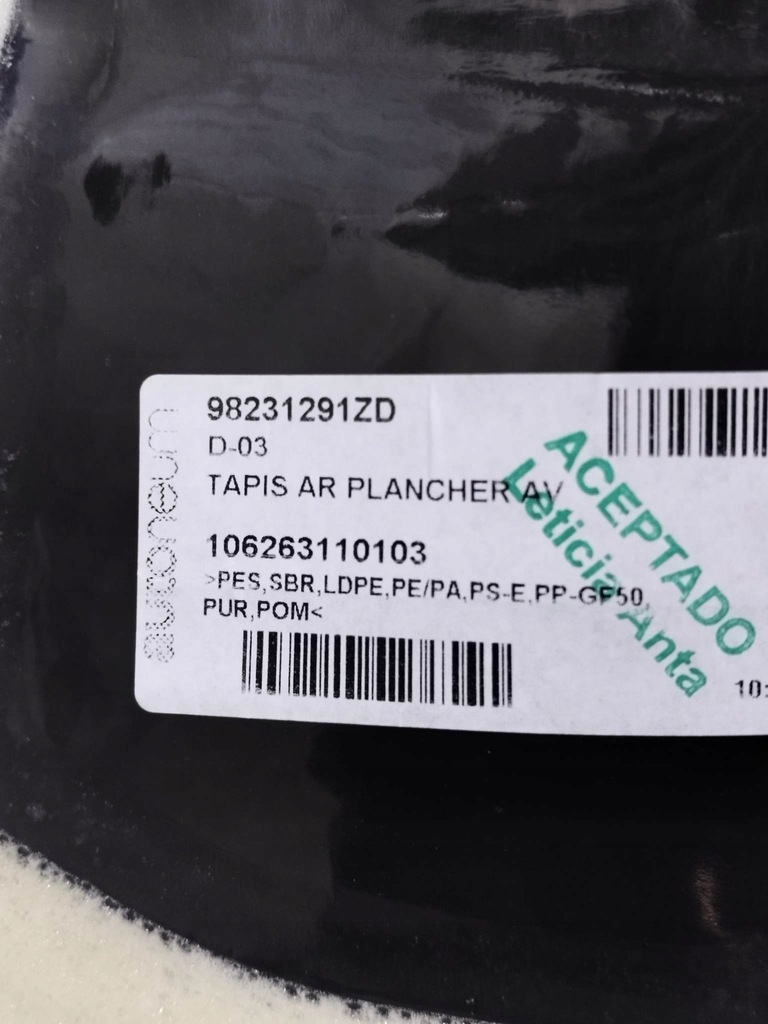 98231291ZD
D-03
TAPIS AR PLANCHER AV
106263110103
>PES,SBR,LDPE,PE/PA,PS-E,PP-GF50,
PUR,POM<
autoneum
ACEPTADO
Leticia Anta
10: